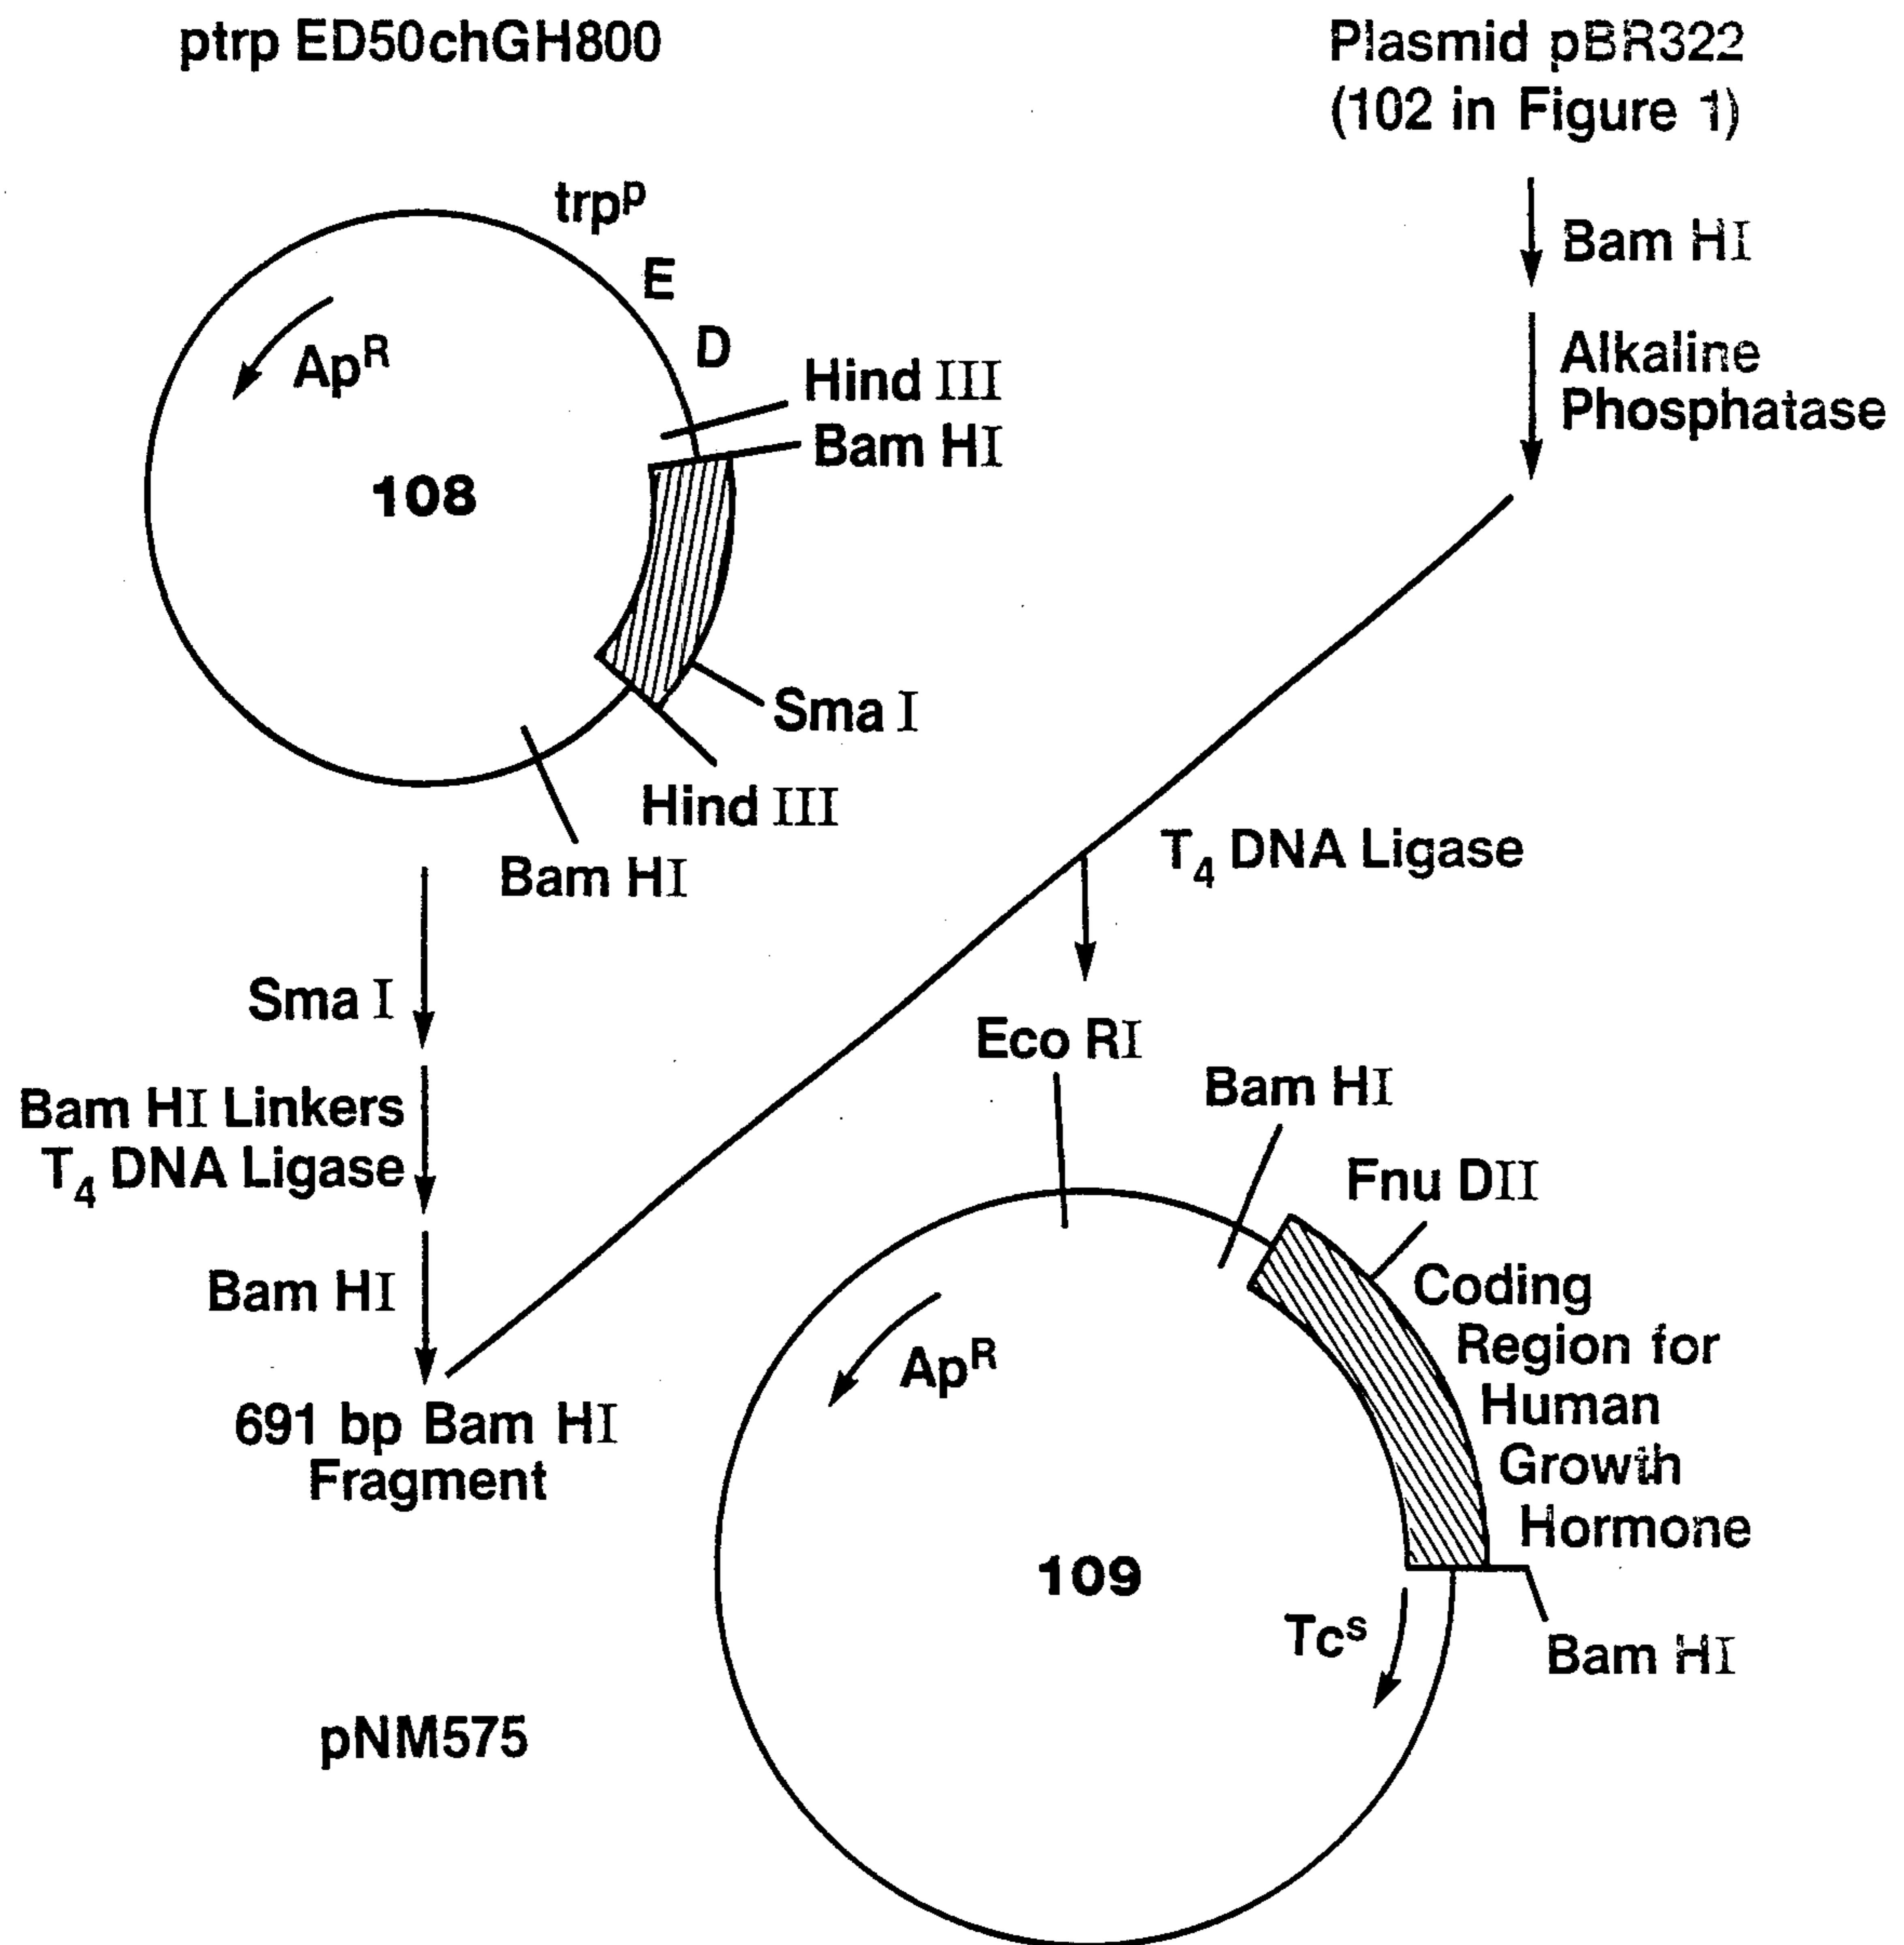 ptrp ED50chGH800
Plasmid pBR322
(102 in Figure 1)
trpᵖ
E
D
Hind III
Bam HI
Apᴿ
108
Sma I
Hind III
Bam HI
Bam HI
Alkaline
Phosphatase
T₄ DNA Ligase
Sma I
Bam HI Linkers
T₄ DNA Ligase
Bam HI
691 bp Bam HI
Fragment
Eco RI
Bam HI
Fnu DII
Coding
Region for
Human
Growth
Hormone
Apᴿ
109
Tcˢ
Bam HI
pNM575